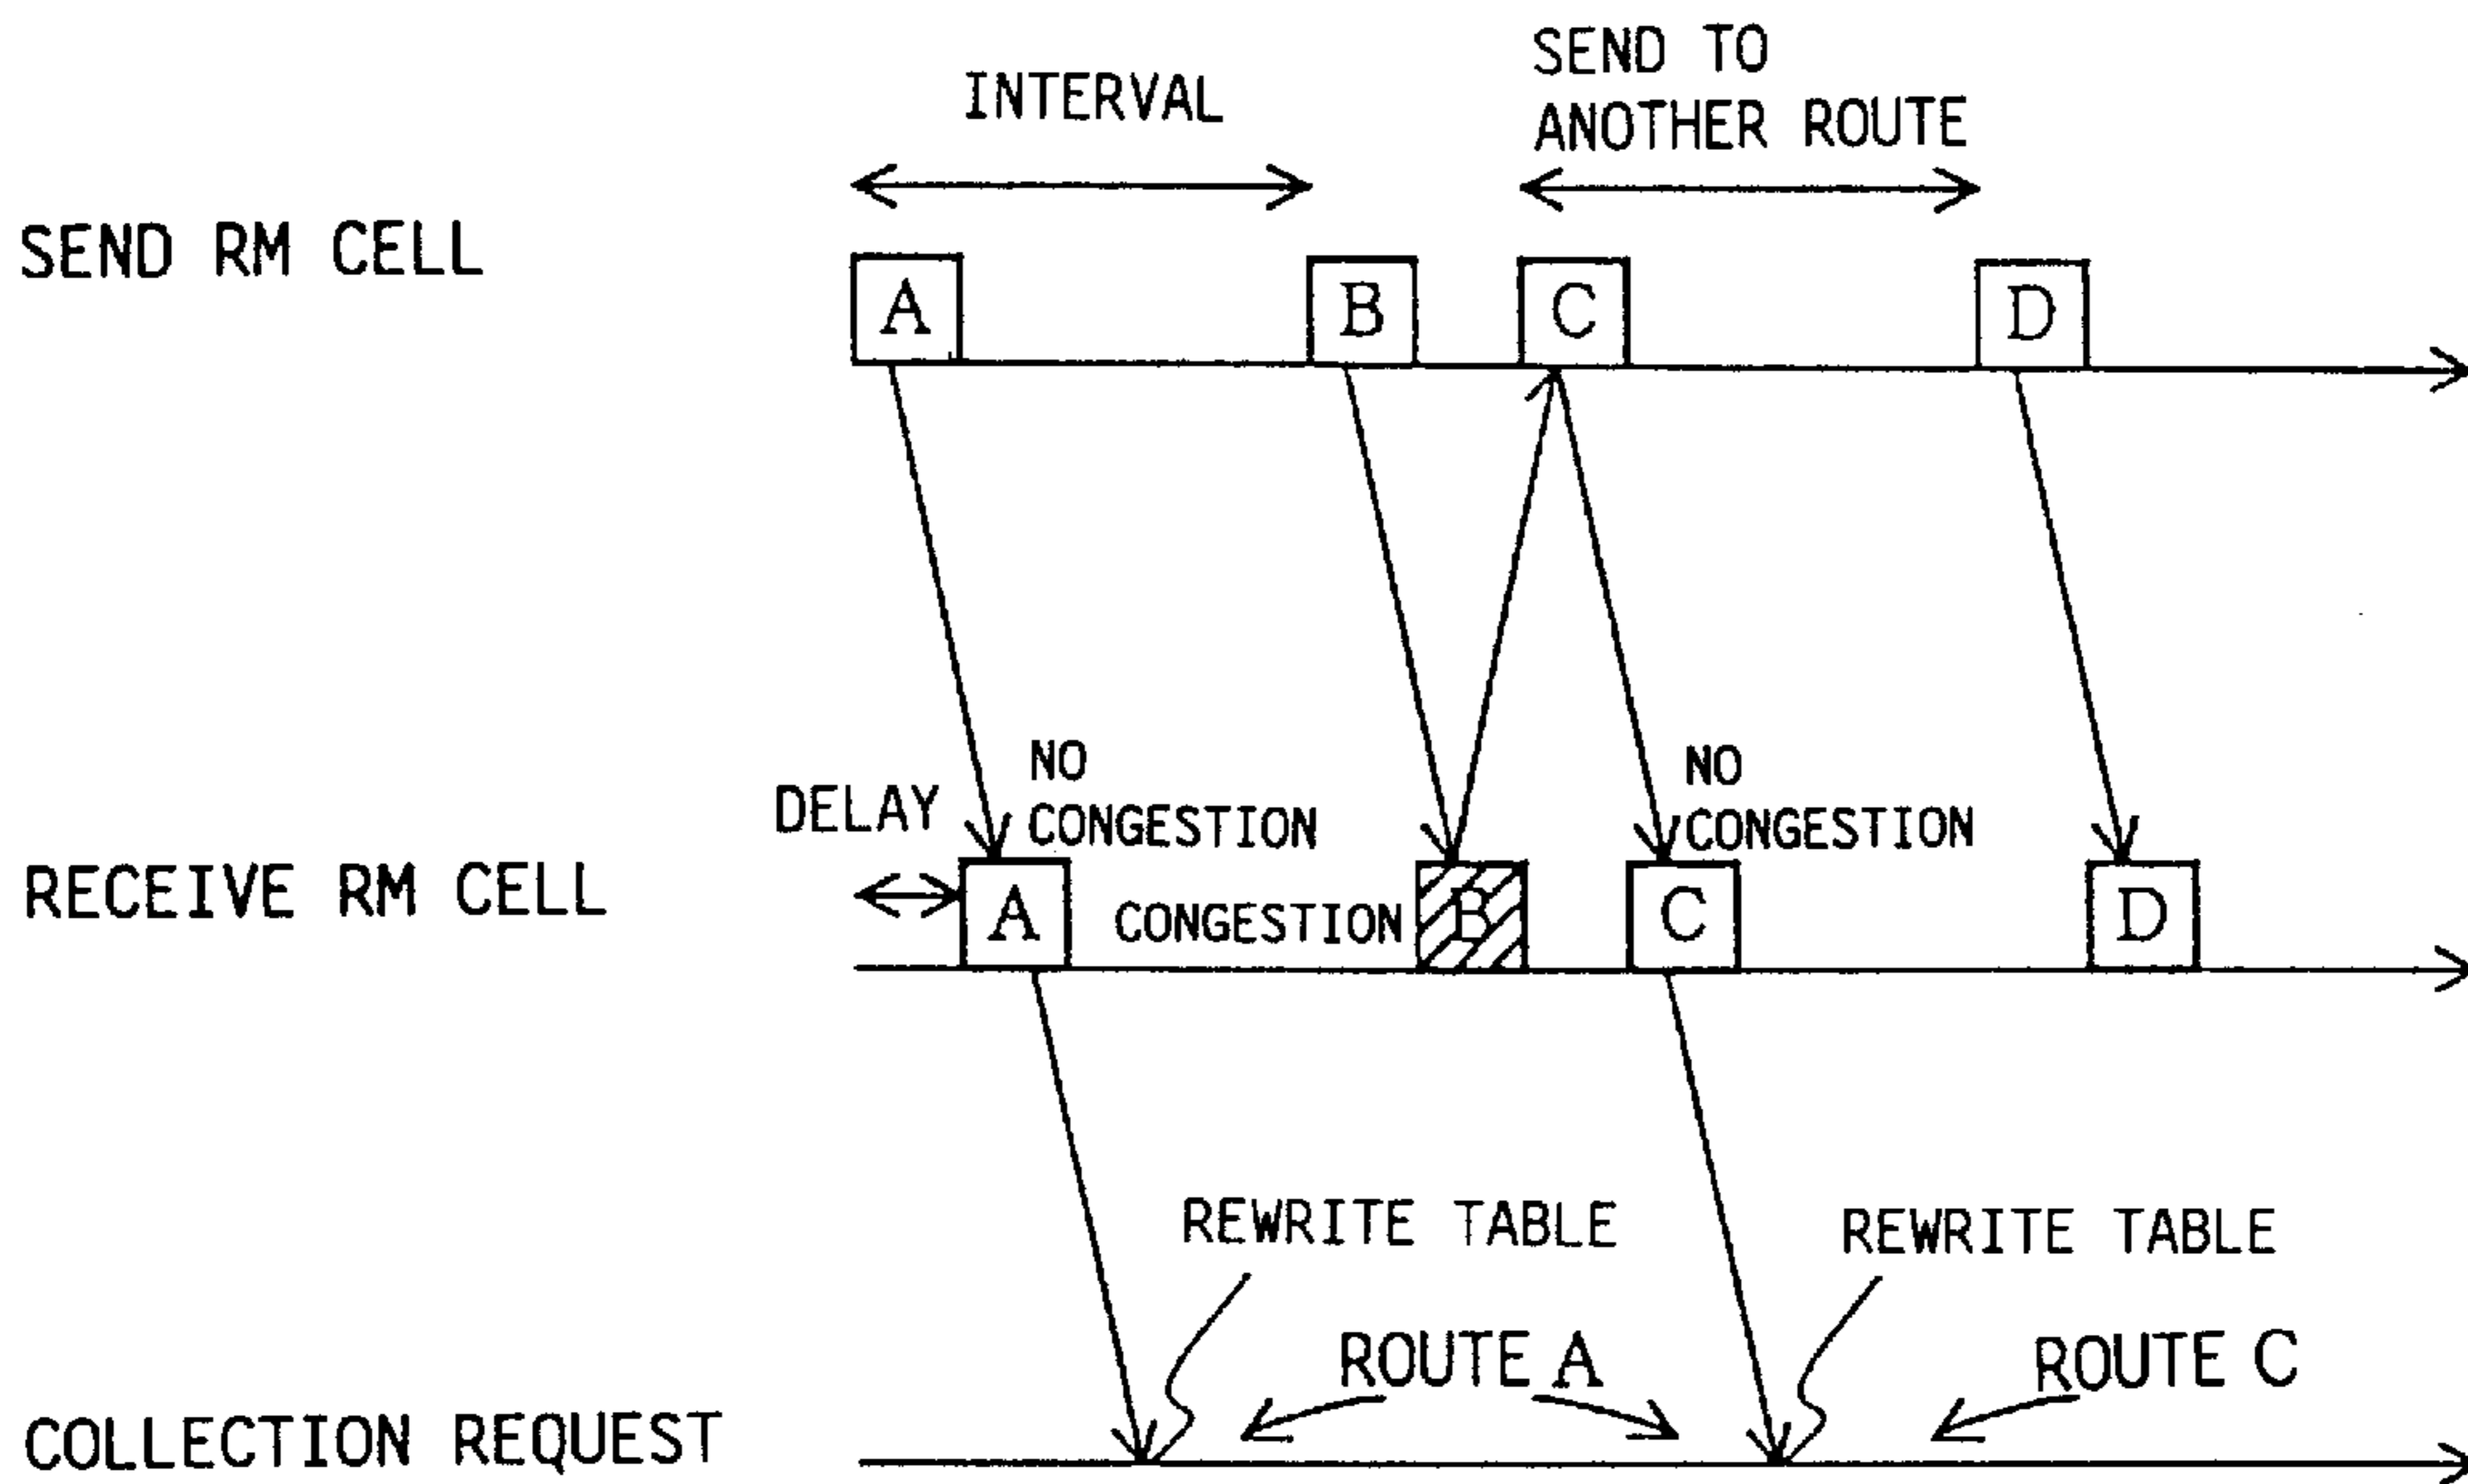 SEND TO
INTERVAL
ANOTHER ROUTE
SEND RM CELL
A
B
C
D
NO
NO
DELAY
CONGESTION
CONGESTION
RECEIVE RM CELL
A
CONGESTION
B
C
D
REWRITE TABLE
REWRITE TABLE
ROUTE A
ROUTE C
COLLECTION REQUEST